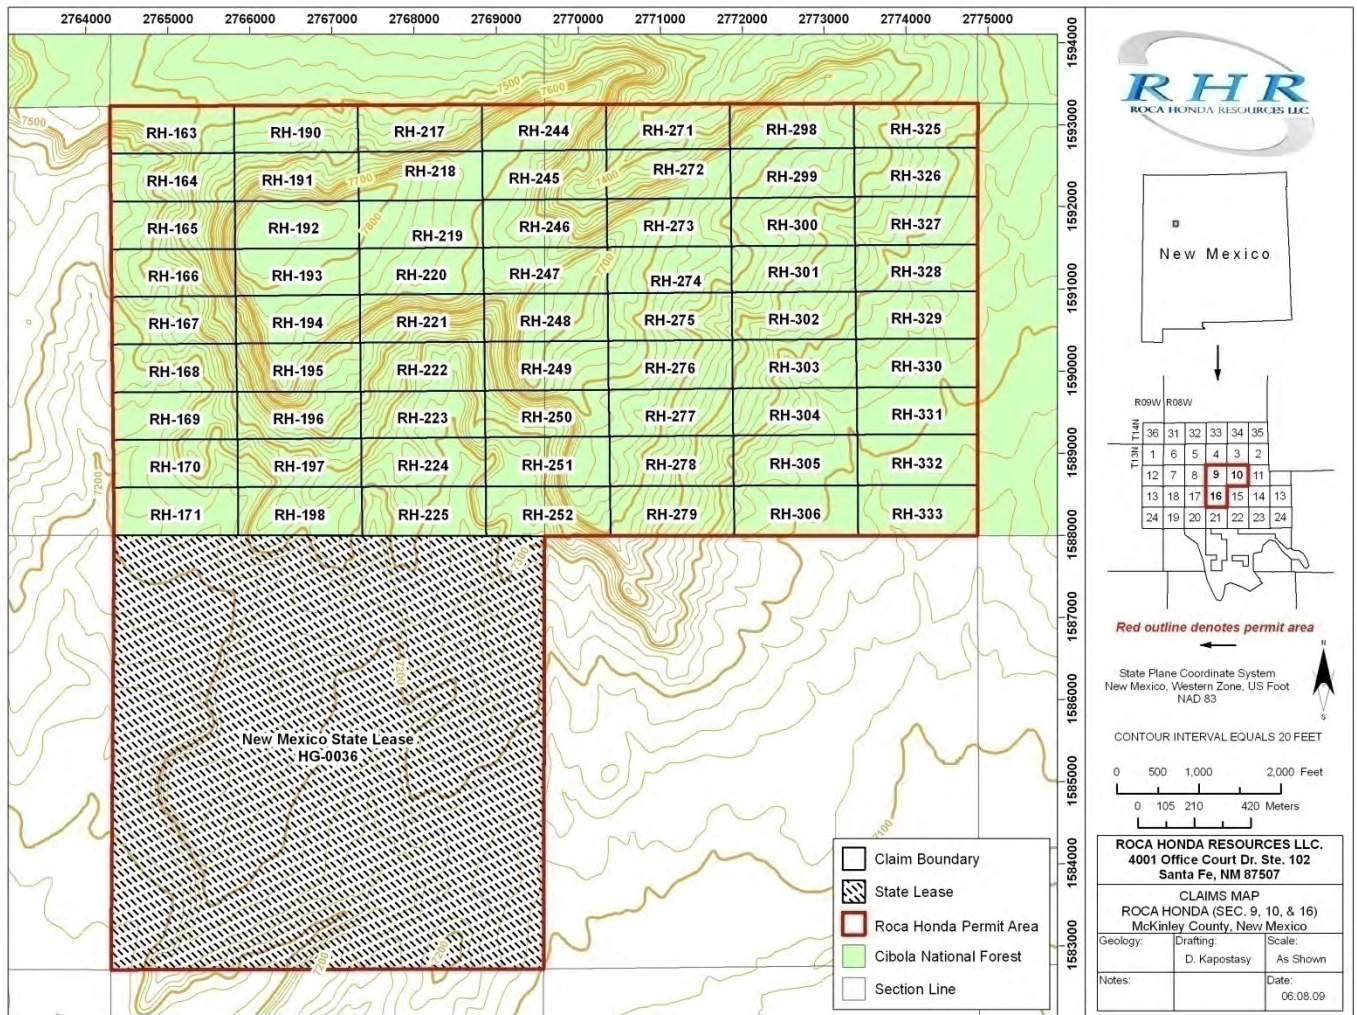 2764000 2765000 2766000 2767000 2768000 2769000 2770000 2771000 2772000 2773000 2774000 2775000
1594000
1593000
1592000
1591000
1590000
1589000
1588000
1587000
1586000
1585000
1584000
1583000
7500
7600
7500
RH-163 RH-190 RH-217 RH-244 RH-271 RH-298 RH-325
RH-164 RH-191 RH-218 RH-245 RH-272 RH-299 RH-326
7700
7400
RH-165 RH-192 RH-219 RH-246 RH-273 RH-300 RH-327
7800
7700
RH-166 RH-193 RH-220 RH-247 RH-274 RH-301 RH-328
RH-167 RH-194 RH-221 RH-248 RH-275 RH-302 RH-329
RH-168 RH-195 RH-222 RH-249 RH-276 RH-303 RH-330
RH-169 RH-196 RH-223 RH-250 RH-277 RH-304 RH-331
RH-170 RH-197 RH-224 RH-251 RH-278 RH-305 RH-332
7200
RH-171 RH-198 RH-225 RH-252 RH-279 RH-306 RH-333
7300
7200
New Mexico State Lease
HG-0036
7100
7200
7200
Claim Boundary
State Lease
Roca Honda Permit Area
Cibola National Forest
Section Line
RHR
ROCA HONDA RESOURCES LLC.
New Mexico
R09W R08W
T14N
T13N
36 31 32 33 34 35
1 6 5 4 3 2
12 7 8 9 10 11
13 18 17 16 15 14 13
24 19 20 21 22 23 24
Red outline denotes permit area
N
S
State Plane Coordinate System
New Mexico, Western Zone, US Foot
NAD 83
CONTOUR INTERVAL EQUALS 20 FEET
0 500 1,000 2,000 Feet
0 105 210 420 Meters
ROCA HONDA RESOURCES LLC.
4001 Office Court Dr. Ste. 102
Santa Fe, NM 87507
CLAIMS MAP
ROCA HONDA (SEC. 9, 10, & 16)
McKinley County, New Mexico
Geology: Drafting: Scale:
D. Kapostasy As Shown
Notes: Date:
06.08.09